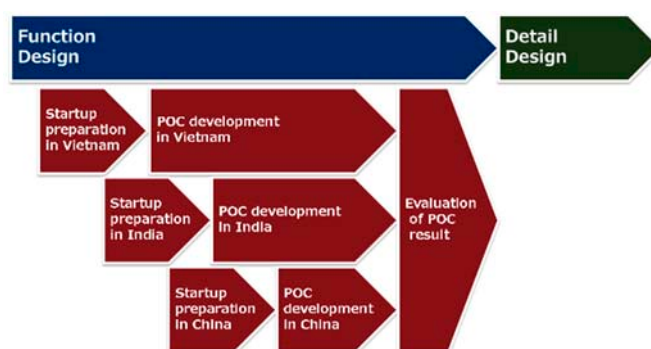 Function
Design
Detail
Design
Startup
preparation
in Vietnam
POC development
in Vietnam
Startup
preparation
in India
POC development
in India
Evaluation
of POC
result
Startup
preparation
in China
POC
development
in China